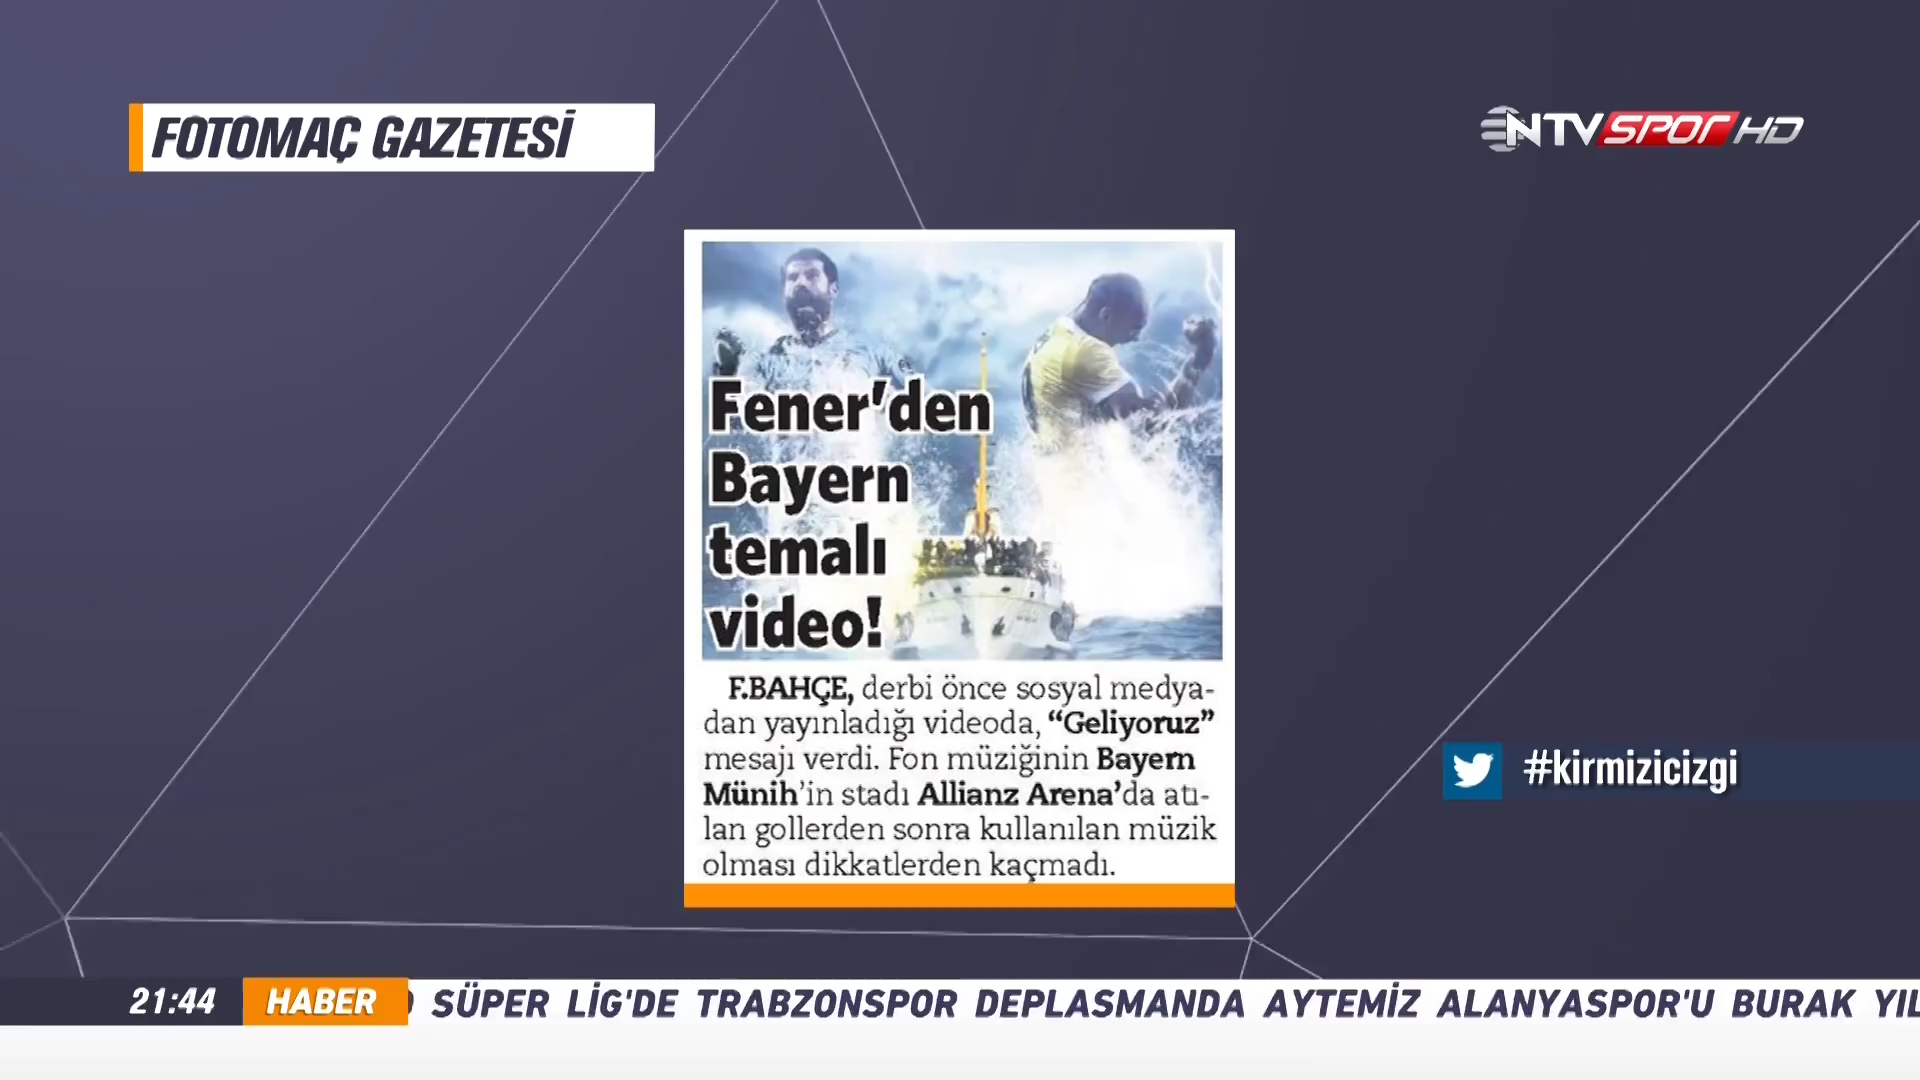 FOTOMAÇ GAZETESİ
NTVSPOR HD
Fener'den
Bayern
temalı
video!
F.BAHÇE, derbi önce sosyal medya-
dan yayınladığı videoda, “Geliyoruz”
mesajı verdi. Fon müziğinin Bayern
Münih'in stadı Allianz Arena'da atı-
lan gollerden sonra kullanılan müzik
olması dikkatlerden kaçmadı.
#kirmizicizgi
21:44 HABER SÜPER LİG'DE TRABZONSPOR DEPLASMANDA AYTEMİZ ALANYASPOR'U BURAK YIL